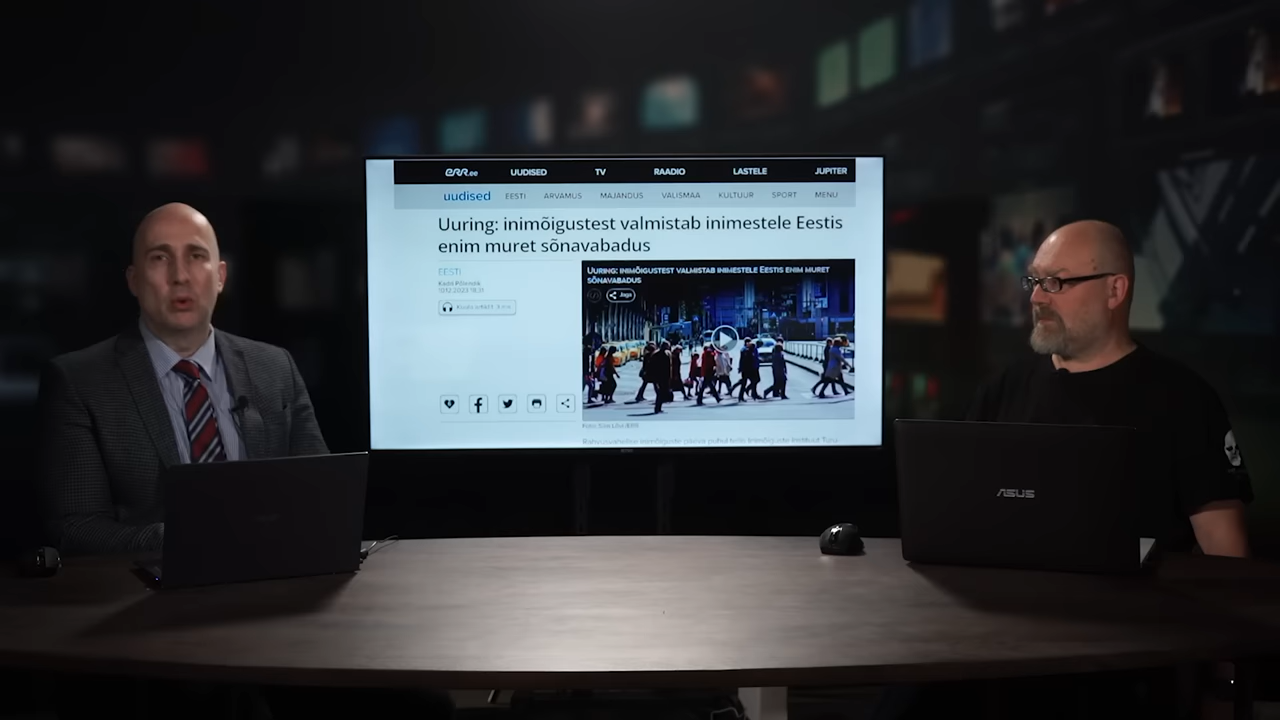 err.ee UUDISED TV RAADIO LASTELE JUPITER
uudised EESTI ARVAMUS MAJANDUS VALISMAA KULTUUR SPORT MENU
Uuring: inimõigustest valmistab inimestele Eestis
enim muret sõnavabadus
EESTI
UURING: INIMÕIGUSTEST VALMISTAB INIMESTELE EESTIS ENIM MURET
SÕNAVABADUS
Jaga
ASUS